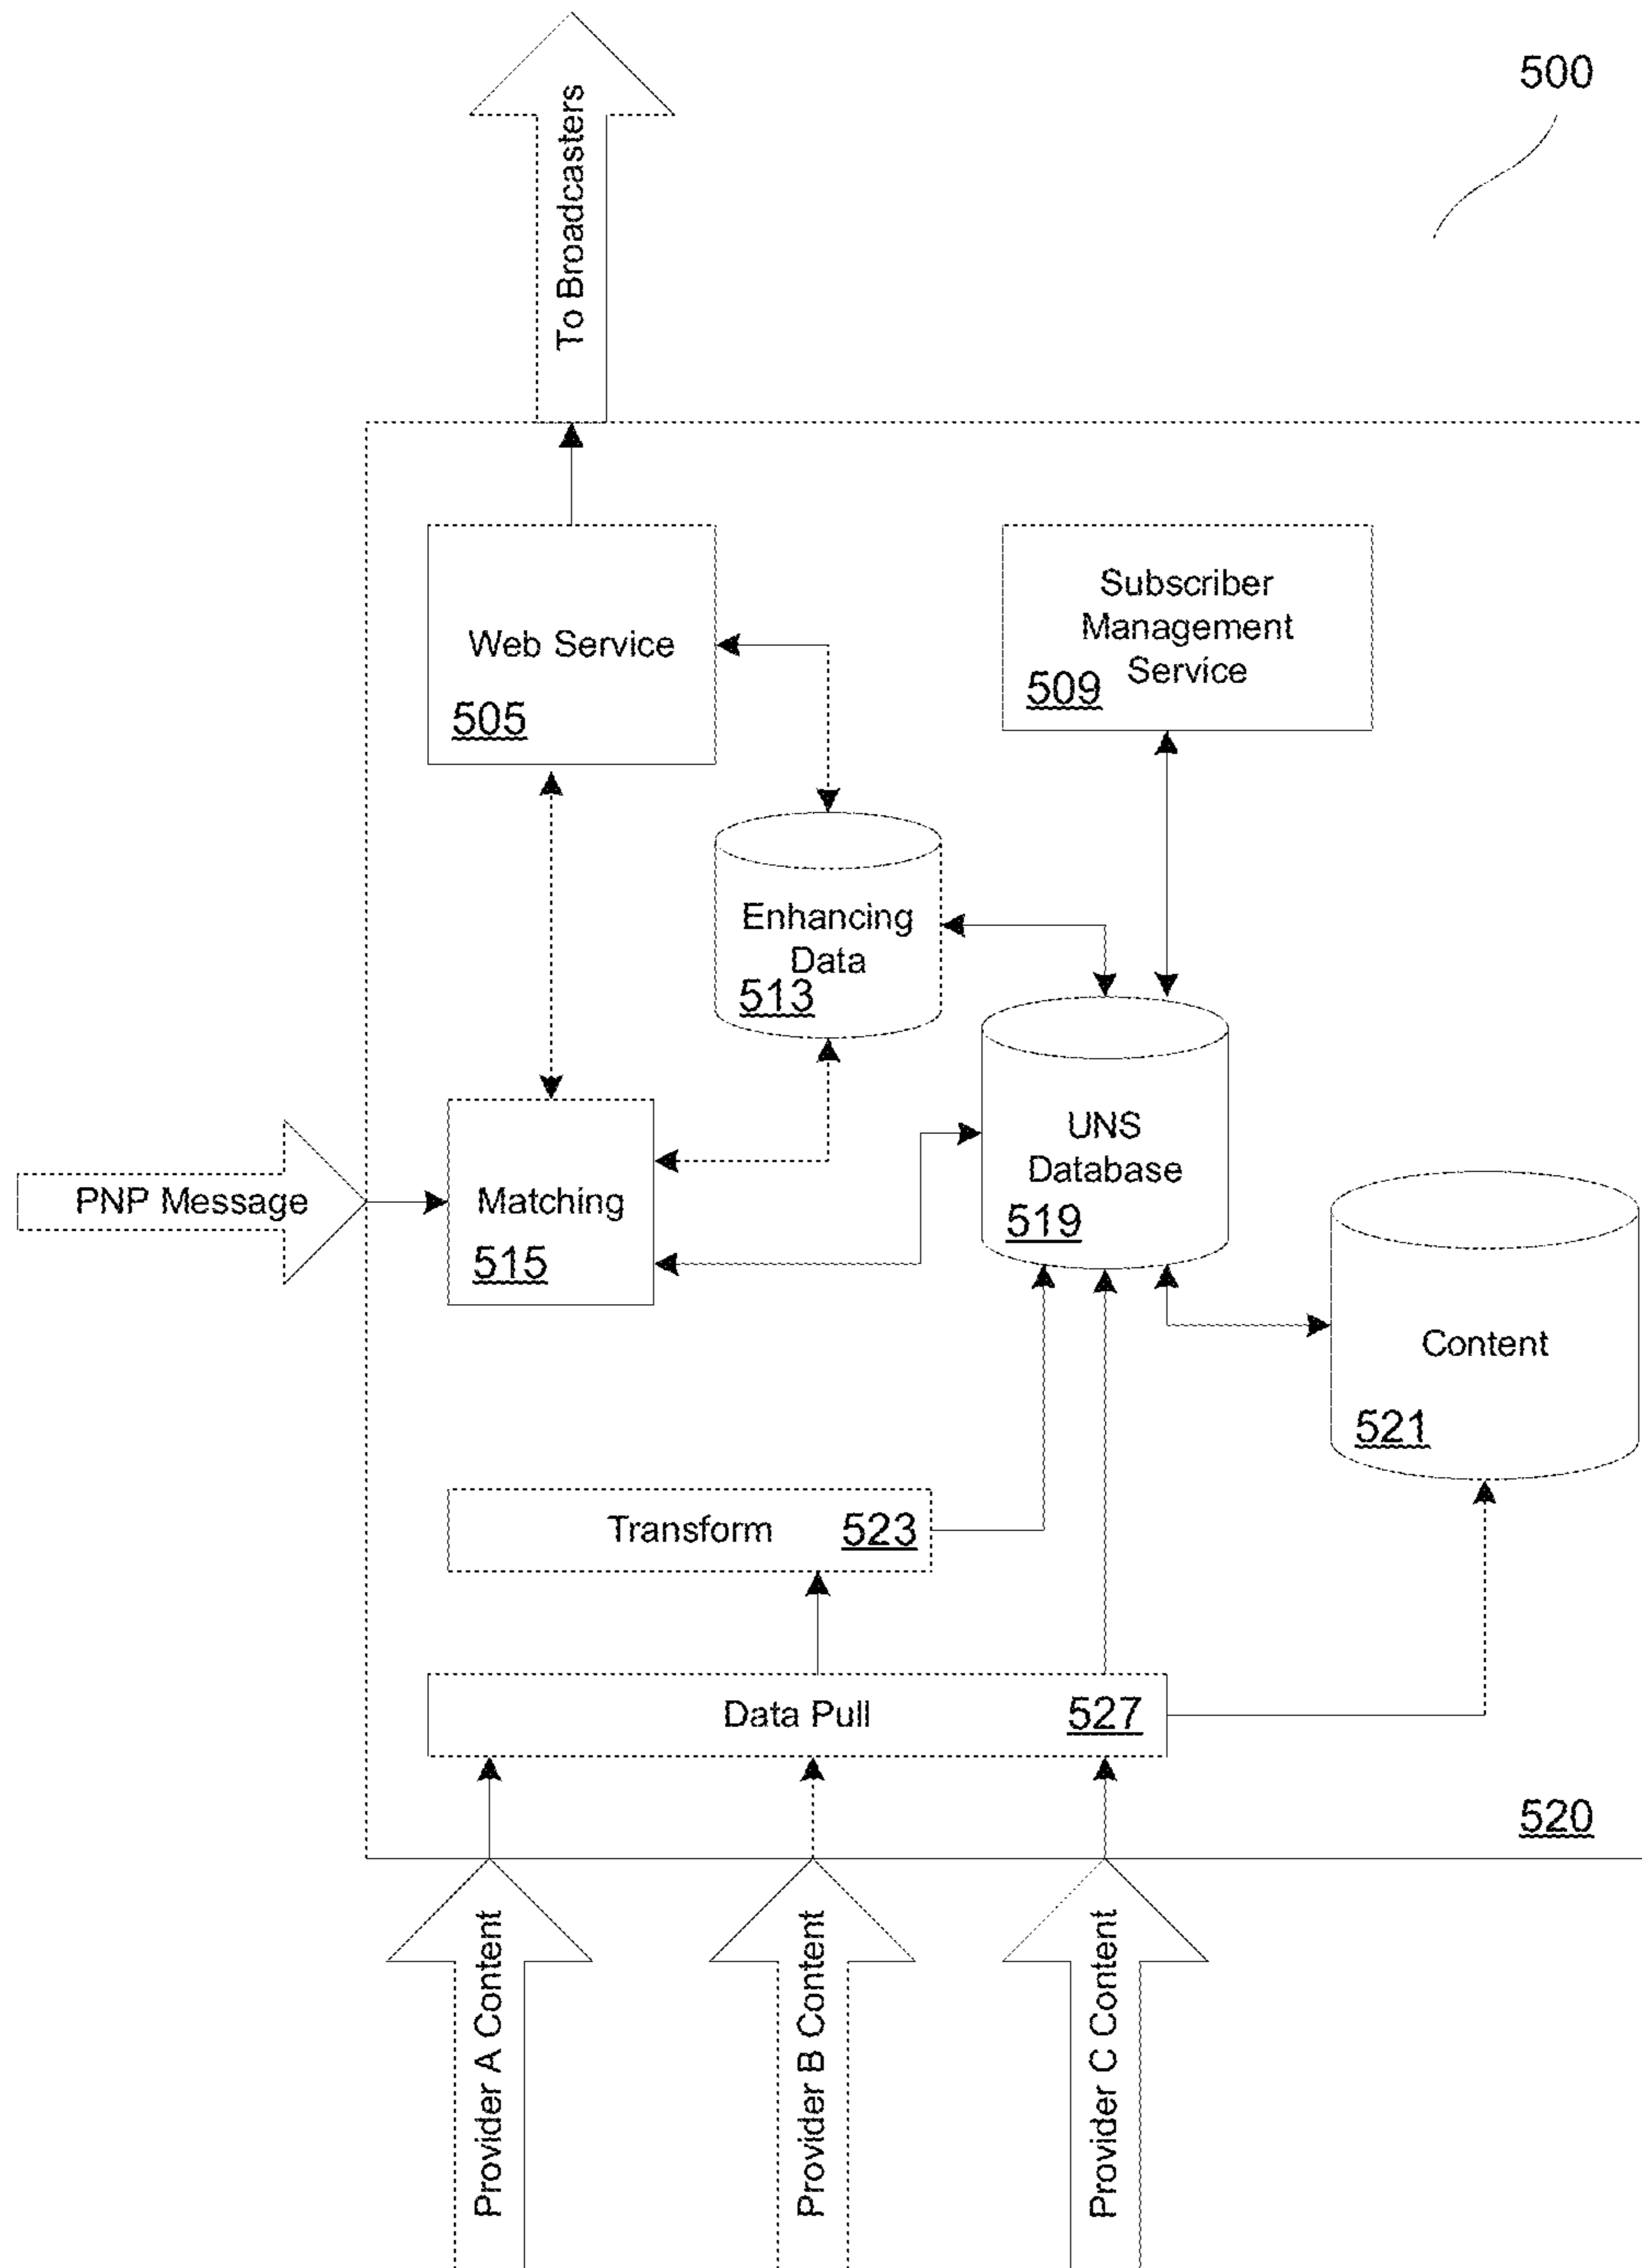 500
To Broadcasters
Web Service
505
Subscriber
Management
Service
509
Enhancing
Data
513
UNS
Database
519
PNP Message
Matching
515
Content
521
Transform
523
Data Pull
527
520
Provider A Content
Provider B Content
Provider C Content